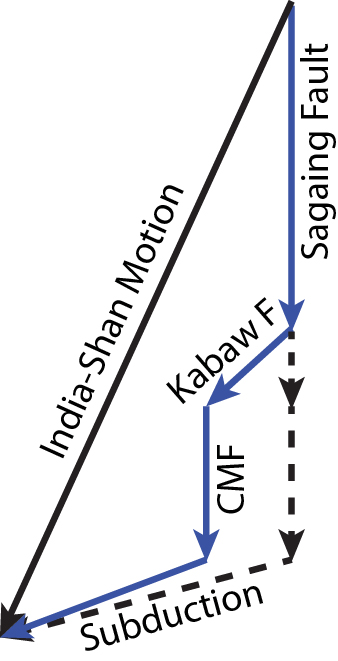 Sagaing Fault
India-Shan Motion
Kabaw F
CMF
Subduction